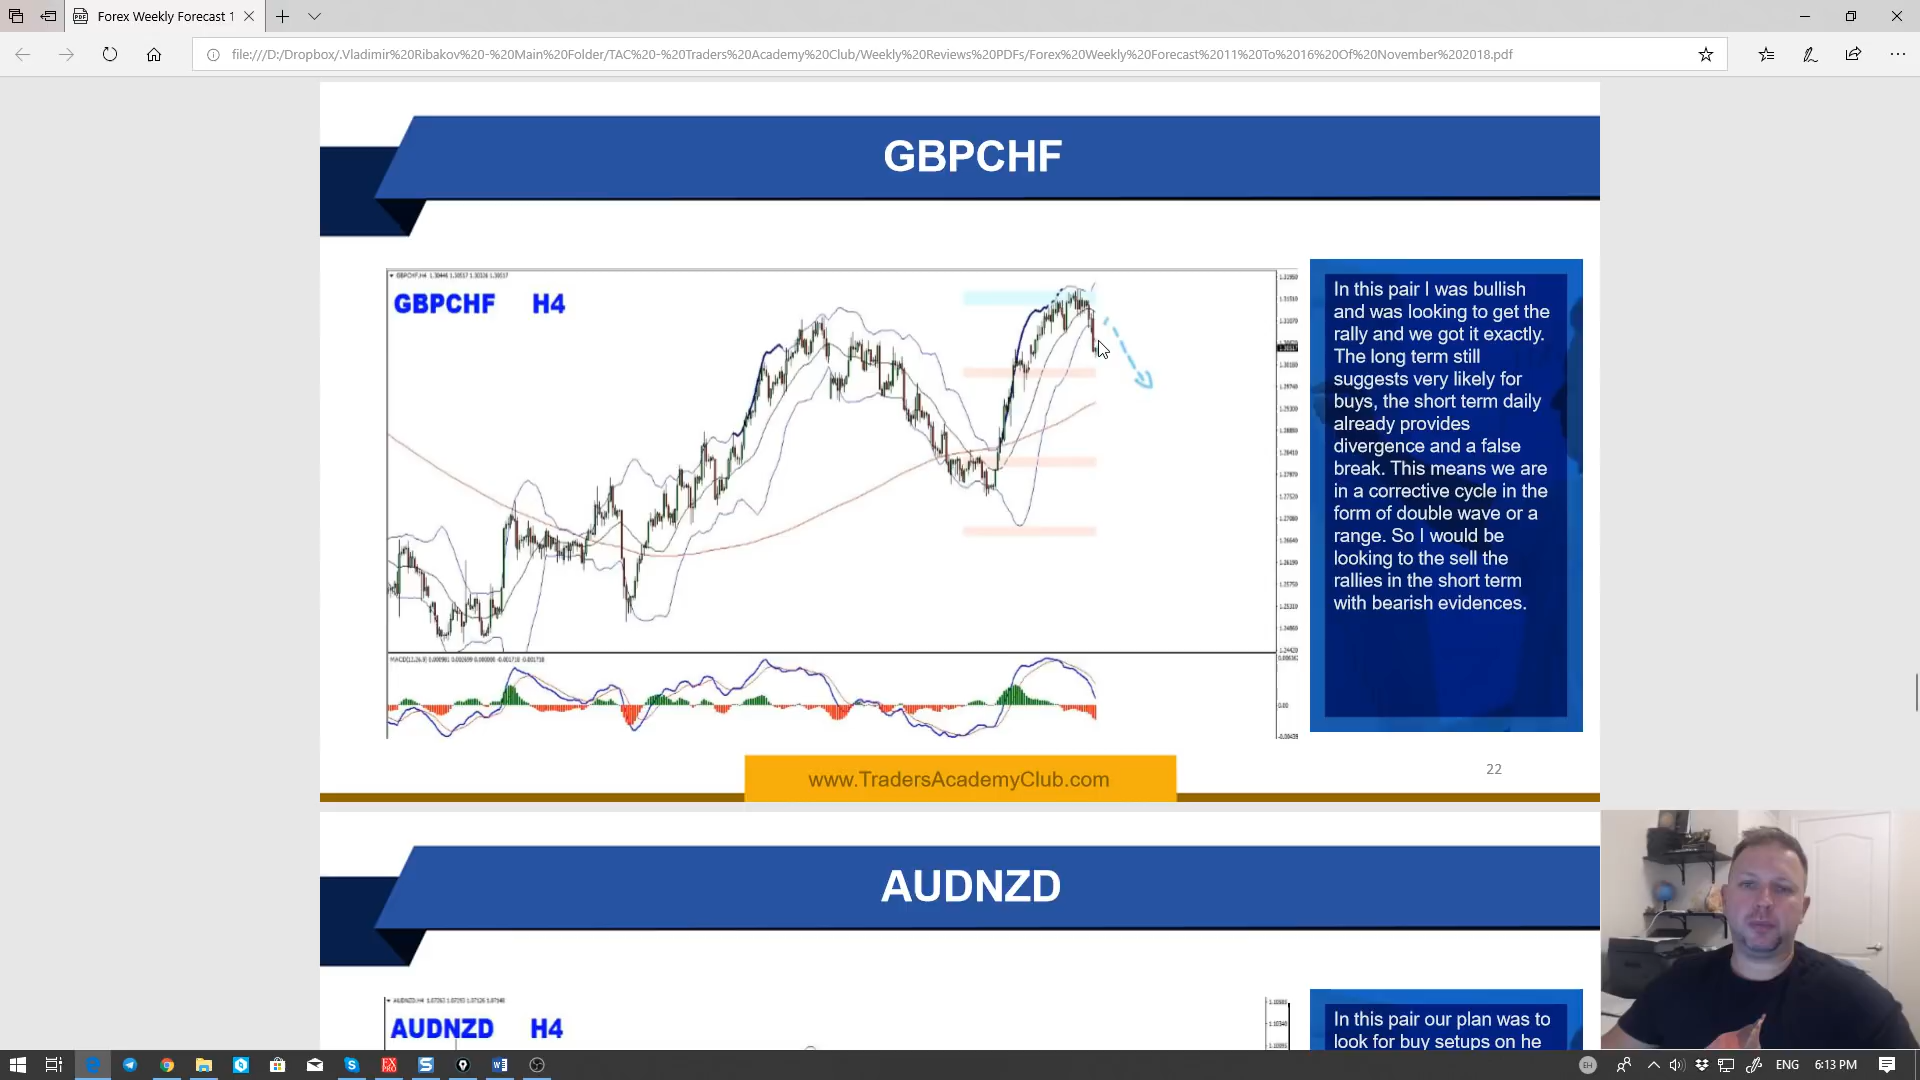 Forex Weekly Forecast 1
file:///D:/Dropbox/.Vladimir%20Ribakov%20-%20Main%20Folder/TAC%20-%20Traders%20Academy%20Club/Weekly%20Reviews%20PDFs/Forex%20Weekly%20Forecast%2011%20To%2016%20Of%20November%202018.pdf
GBPCHF
GBPCHF H4
In this pair I was bullish
and was looking to get the
rally and we got it exactly.
The long term still
suggests very likely for
buys, the short term daily
already provides
divergence and a false
break. This means we are
in a corrective cycle in the
form of double wave or a
range. So I would be
looking to the sell the
rallies in the short term
with bearish evidences.
www.TradersAcademyClub.com
22
AUDNZD
AUDNZD H4
In this pair our plan was to
look for buy setups on he
ENG
6:13 PM